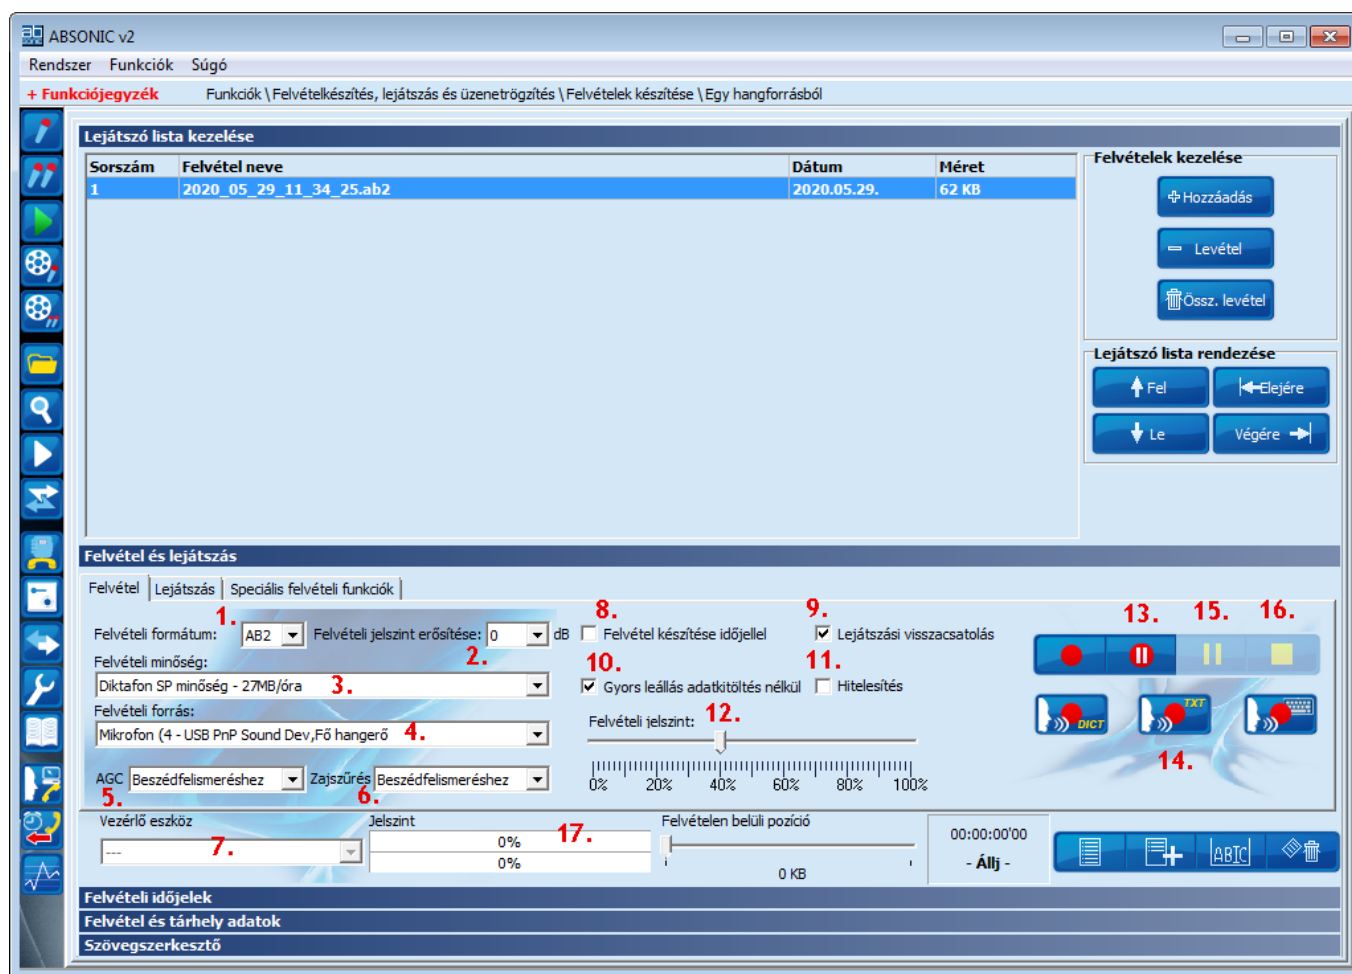 ABSONIC v2
Rendszer Funkciók Súgó
+ Funkciójegyzék Funkciók \ Felvételkészítés, lejátszás és üzenetrögzítés \ Felvételek készítése \ Egy hangforrásból
Lejátszó lista kezelése
Sorszám Felvétel neve Dátum Méret
1 2020_05_29_11_34_25.ab2 2020.05.29. 62 KB
Felvételek kezelése
Hozzáadás
Levétel
Össz. levétel
Lejátszó lista rendezése
Fel Elejére
Le Végére
Felvétel és lejátszás
Felvétel Lejátszás Speciális felvételi funkciók
1. 8. 9. 13. 15. 16.
Felvételi formátum: AB2 Felvételi jelszint erősítése: 0 dB Felvétel készítése időjellel Lejátszási visszacsatolás
2. 10. 11.
Felvételi minőség:
Diktafon SP minőség - 27MB/óra 3. Gyors leállás adatkitöltés nélkül Hitelesítés
Felvételi forrás: Felvételi jelszint: 12. DICT TXT
Mikrofon (4 - USB PnP Sound Dev,Fő hangerő 4.
14.
AGC Beszédfelismeréshez Zajszűrés Beszédfelismeréshez 0% 20% 40% 60% 80% 100%
5. 6.
Vezérlő eszköz Jelszint Felvételen belüli pozíció
--- 7. 0% 17. 00:00:00'00
0% 0 KB - Állj - ABIC
Felvételi időjelek
Felvétel és tárhely adatok
Szövegszerkesztő